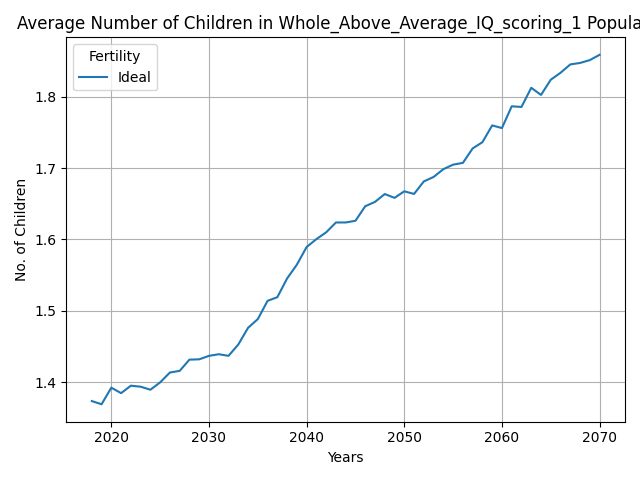 Average Number of Children in Whole_Above_Average_IQ_scoring_1 Popula
Fertility
Ideal
No. of Children
1.8
1.7
1.6
1.5
1.4
2020 2030 2040 2050 2060 2070
Years